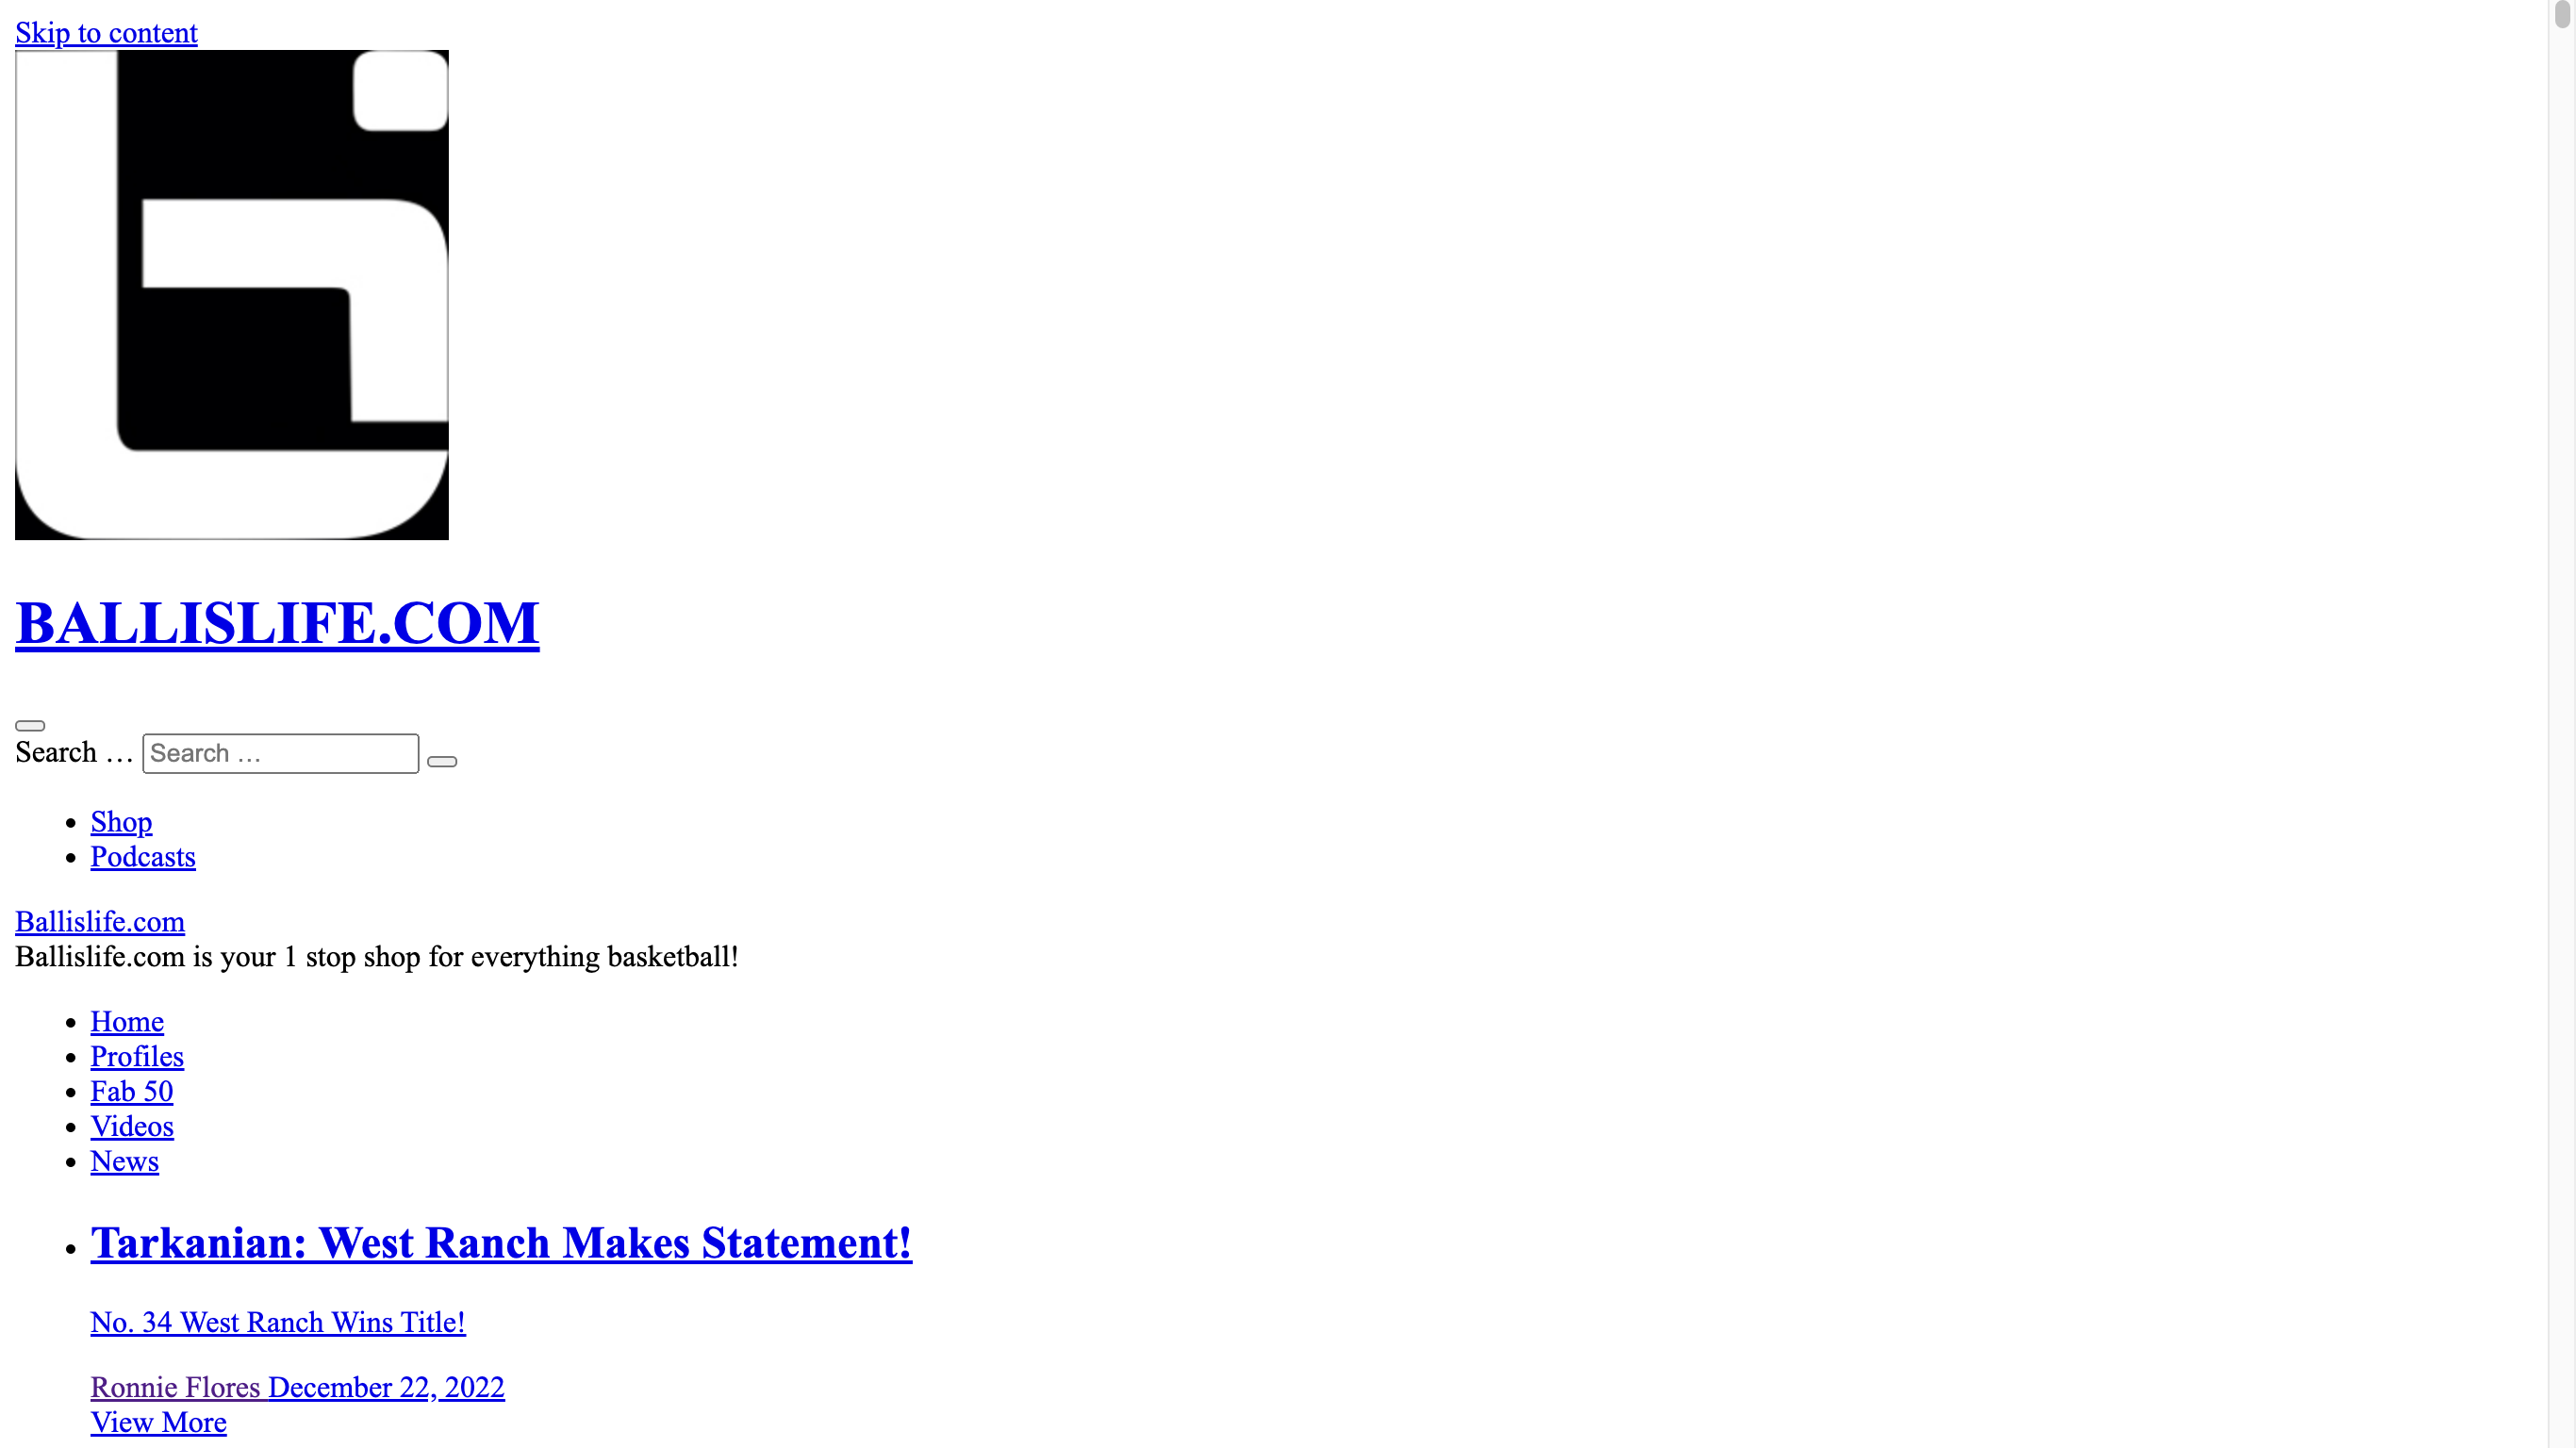 Skip to content
BALLISLIFE.COM
Search … Search …
Shop
Podcasts
Ballislife.com
Ballislife.com is your 1 stop shop for everything basketball!
Home
Profiles
Fab 50
Videos
News
Tarkanian: West Ranch Makes Statement!
No. 34 West Ranch Wins Title!
Ronnie Flores December 22, 2022
View More